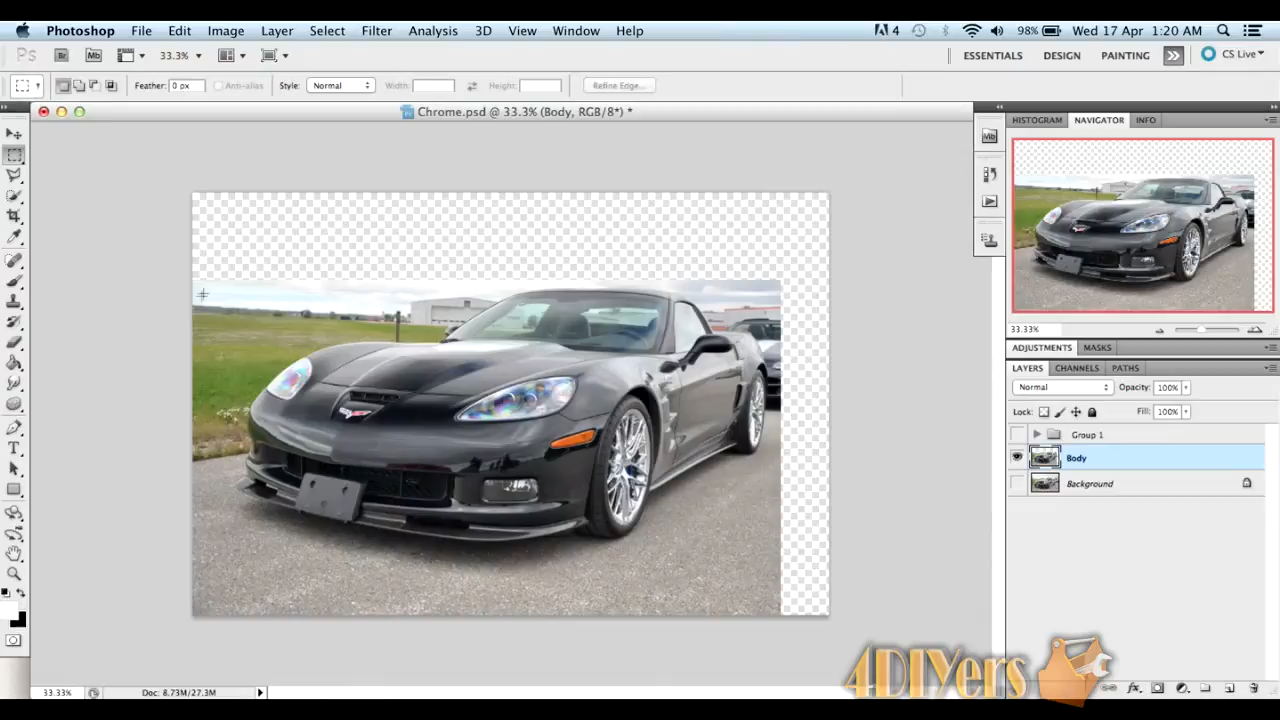 Photoshop File Edit Image Layer Select Filter Analysis 3D View Window Help 4 98% Wed 17 Apr 1:20 AM
Ps Br Mb 33.3% ESSENTIALS DESIGN PAINTING CS Live
Feather: 0 px Anti-alias Style: Normal Width: Height: Refine Edge...
Chrome.psd @ 33.3% (Body, RGB/8*) *
HISTOGRAM NAVIGATOR INFO
Mb
33.33%
ADJUSTMENTS MASKS
LAYERS CHANNELS PATHS
Normal Opacity: 100%
Lock: Fill: 100%
Group 1
Body
Background
4DIYers
33.33% Doc: 8.73M/27.3M